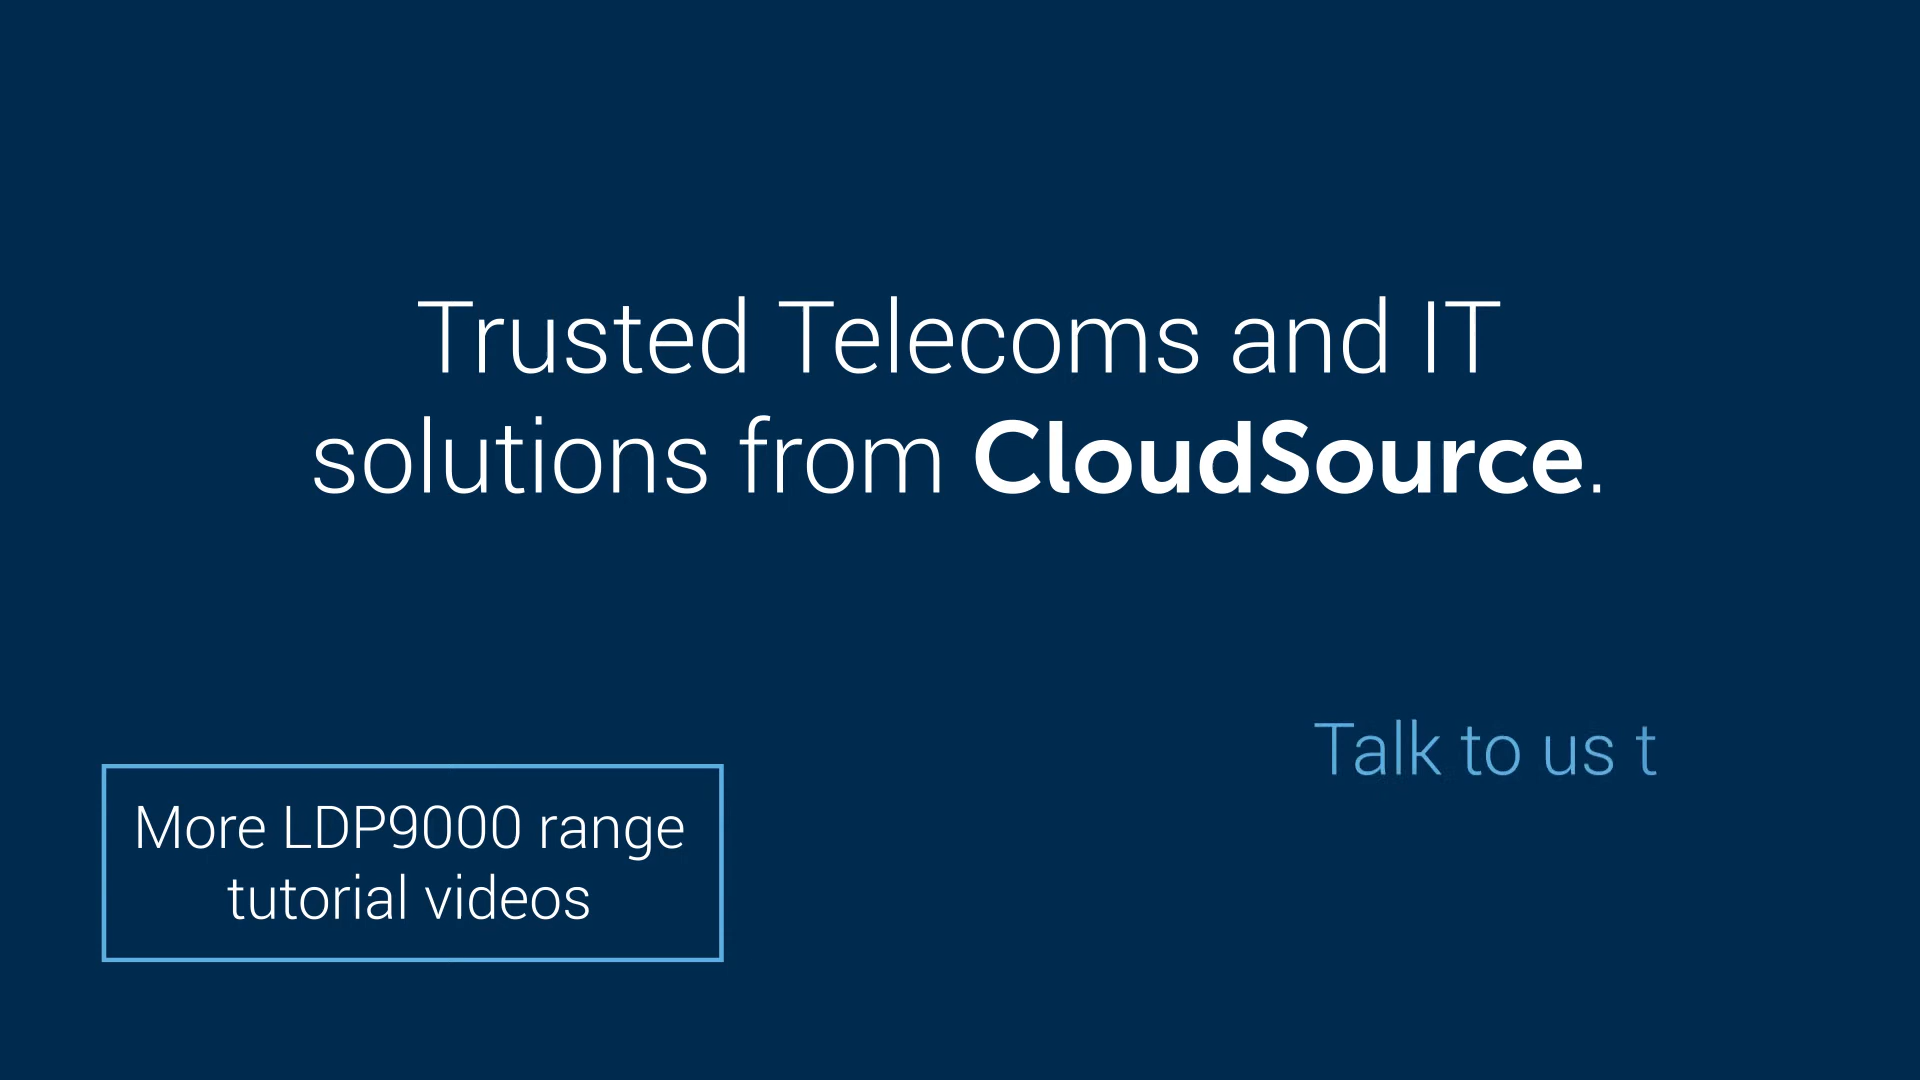 Trusted Telecoms and IT
solutions from CloudSource.
Talk to us t
More LDP9000 range
tutorial videos